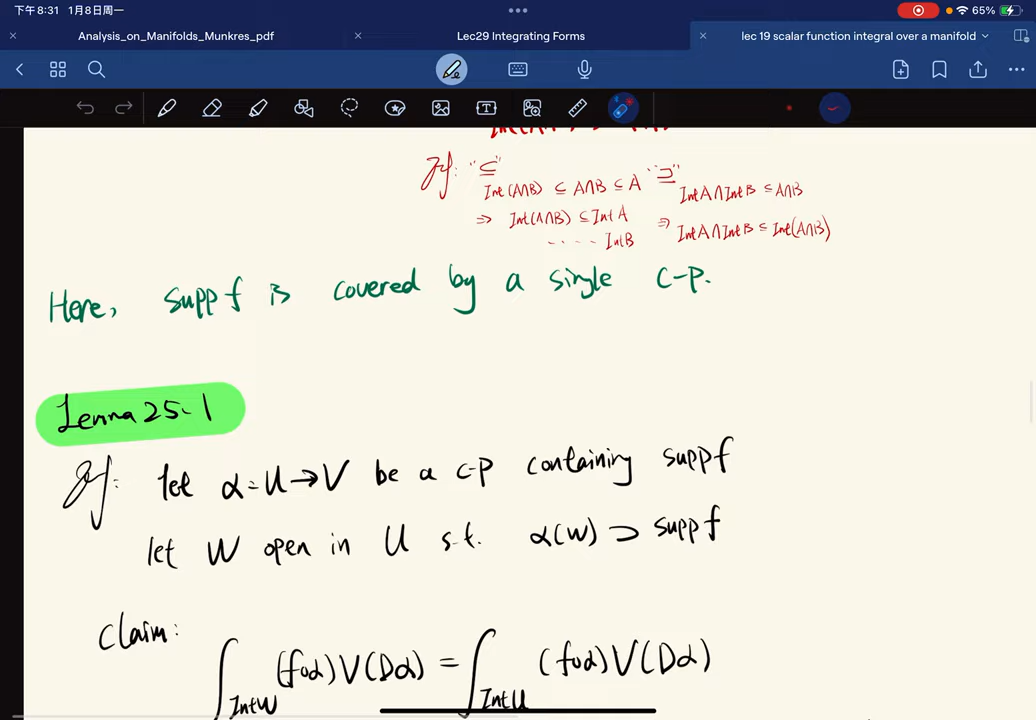 下午8:31 1月8日周一
65%
Analysis_on_Manifolds_Munkres.pdf
Lec29 Integrating Forms
lec 19 scalar function integral over a manifold
Pf: "⊆"
Int(A∩B) ⊆ A∩B ⊆ A
⇒ Int(A∩B) ⊆ Int A
.... Int B
"⊇"
Int A ∩ Int B ⊆ A∩B
⇒ Int A ∩ Int B ⊆ Int(A∩B)
Here, supp f is covered by a single c-p.
Lemma 25.1
Pf: let α: U → V be a c-p containing supp f
let W open in U s.t. α(W) ⊃ supp f
Claim:
∫_{Int W} (f∘α)V(Dα) = ∫_{Int U} (f∘α)V(Dα)